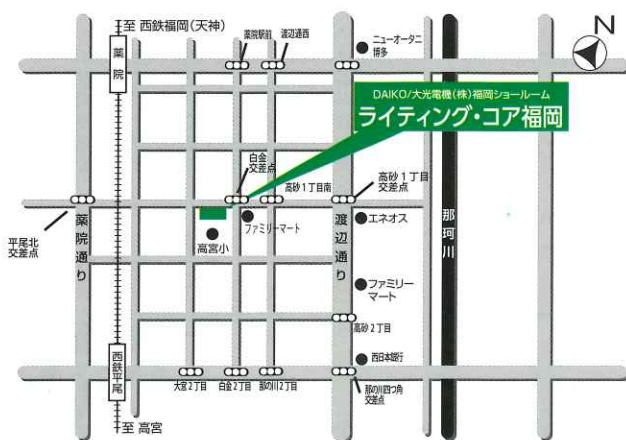 至 西鉄福岡(天神)
薬院駅前
渡辺通西
ニューオータニ
博多
N
薬院
DAIKO/大光電機(株)福岡ショールーム
ライティング・コア福岡
白金
交差点
高砂1丁目南
高砂1丁目
交差点
平尾北
交差点
薬院通り
高宮小
ファミリーマート
渡辺通り
エネオス
那珂川
ファミリー
マート
高砂2丁目
西鉄平尾
大宮2丁目
白金2丁目
那の川2丁目
西日本銀行
那の川四つ角
交差点
至 高宮